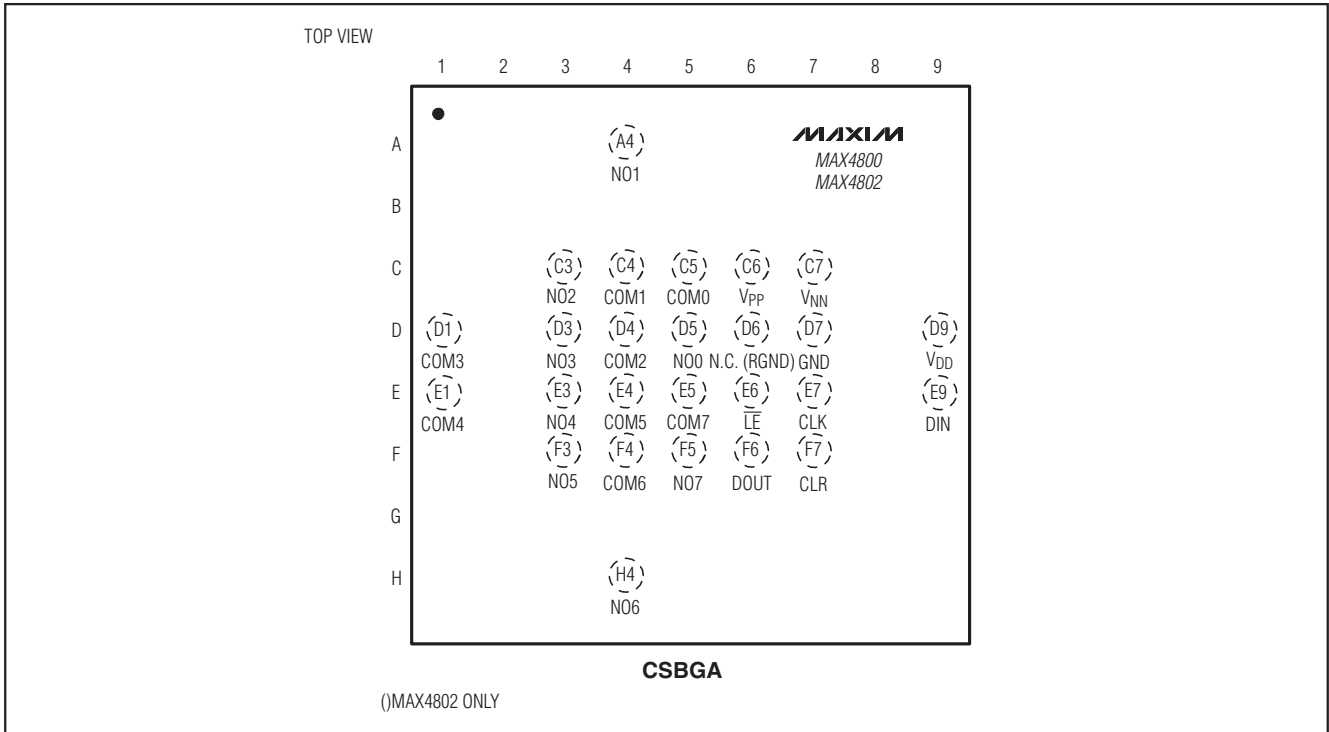 TOP VIEW
1 2 3 4 5 6 7 8 9
A A4 MAXIM
NO1 MAX4800
MAX4802
B
C C3 C4 C5 C6 C7
NO2 COM1 COM0 VPP VNN
D D1 D3 D4 D5 D6 D7 D9
COM3 NO3 COM2 NO0 N.C. (RGND) GND VDD
E E1 E3 E4 E5 E6 E7 E9
COM4 NO4 COM5 COM7 L̅E̅ CLK DIN
F F3 F4 F5 F6 F7
NO5 COM6 NO7 DOUT CLR
G
H H4
NO6
CSBGA
()MAX4802 ONLY